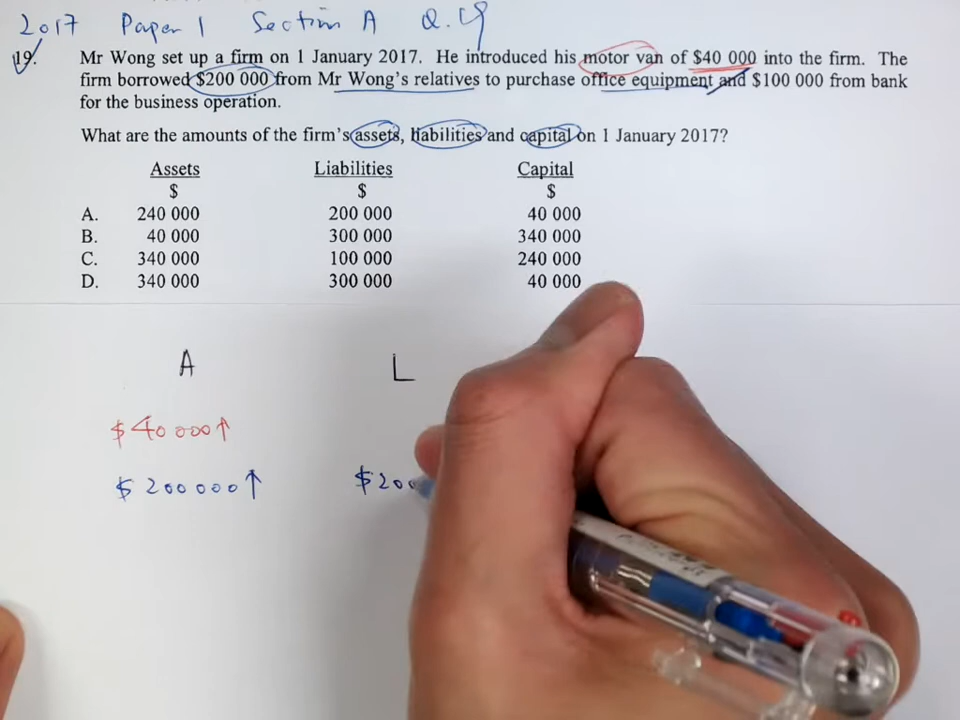 2017 Paper 1 Section A Q.19
19. Mr Wong set up a firm on 1 January 2017. He introduced his motor van of $40 000 into the firm. The
firm borrowed $200 000 from Mr Wong's relatives to purchase office equipment and $100 000 from bank
for the business operation.
What are the amounts of the firm's assets, liabilities and capital on 1 January 2017?
Assets Liabilities Capital
$ $ $
A. 240 000 200 000 40 000
B. 40 000 300 000 340 000
C. 340 000 100 000 240 000
D. 340 000 300 000 40 000
A L
$ 40 000↑
$ 200 000↑ $200